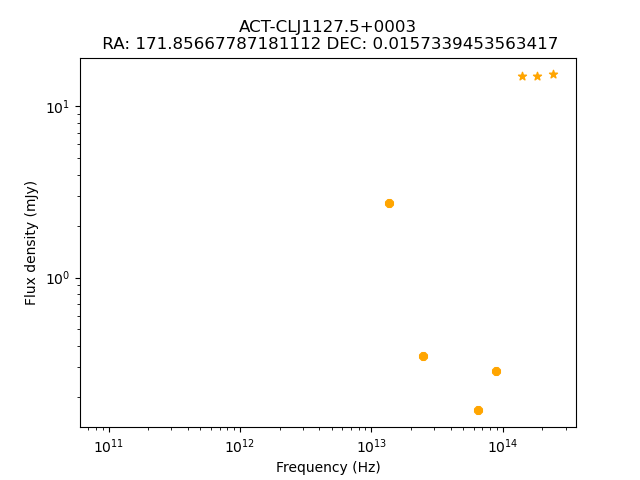 ACT-CLJ1127.5+0003
RA: 171.85667787181112 DEC: 0.0157339453563417
Flux density (mJy)
10¹
10⁰
10¹¹ 10¹² 10¹³ 10¹⁴
Frequency (Hz)